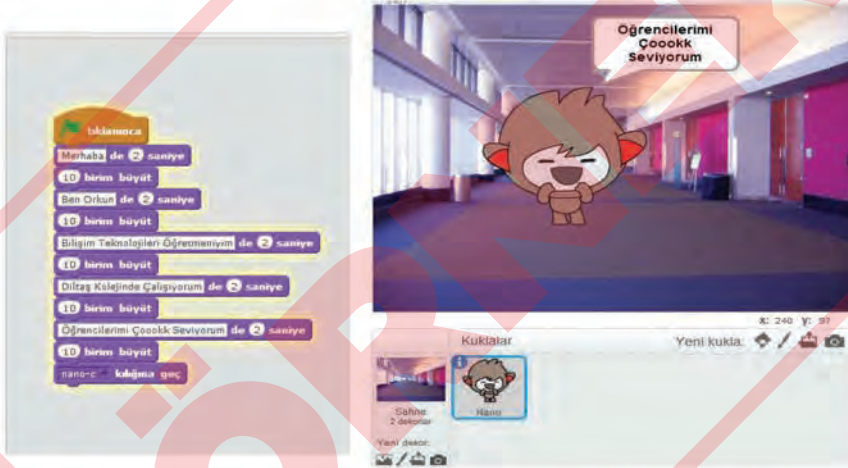 tıklanınca
Merhaba de 2 saniye
10 birim büyüt
Ben Orkun de 2 saniye
10 birim büyüt
Bilişim Teknolojileri Öğretmeniyim de 2 saniye
10 birim büyüt
Diltaş Kolejinde Çalışıyorum de 2 saniye
10 birim büyüt
Öğrencilerimi Çoookk Seviyorum de 2 saniye
10 birim büyüt
nano-c kılığına geç
Öğrencilerimi
Çoookk
Seviyorum
x: 240 y: 97
Kuklalar Yeni kukla:
Sahne
2 dekorlar
Nano
Yeni dekor:
ÖRNEK